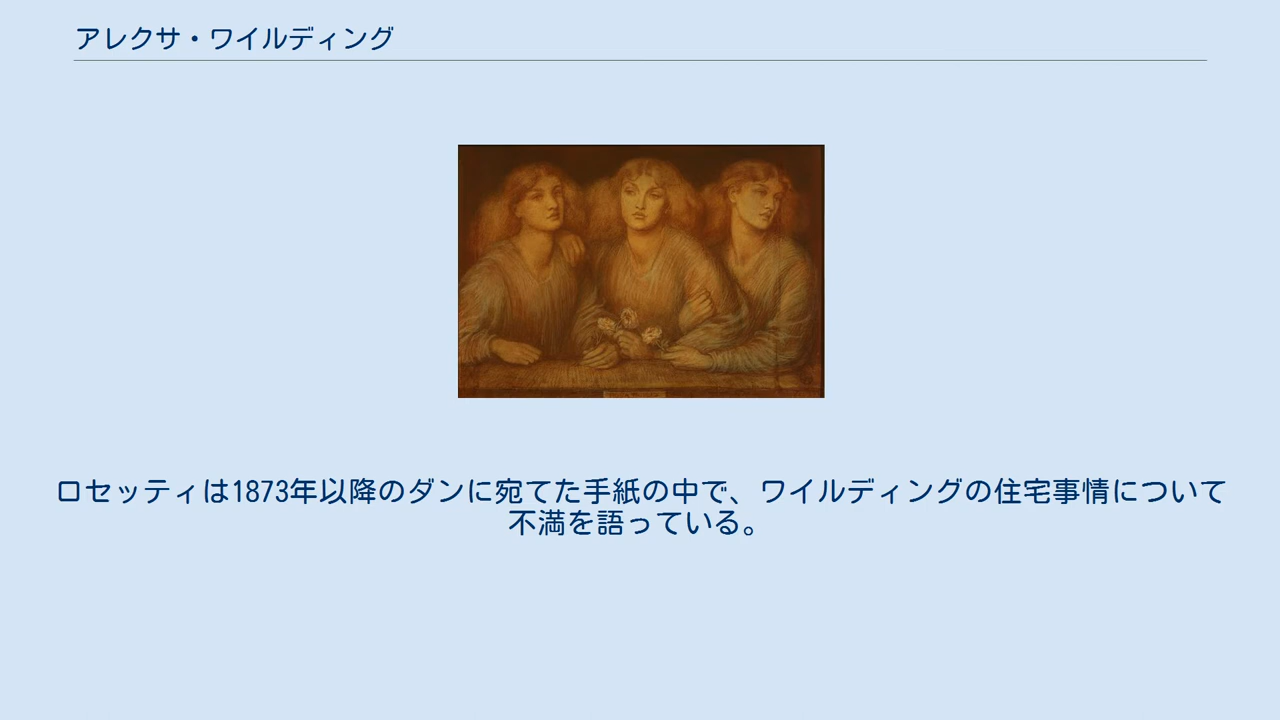 アレクサ・ワイルディング
ロセッティは1873年以降のダンに宛てた手紙の中で、ワイルディングの住宅事情について
不満を語っている。